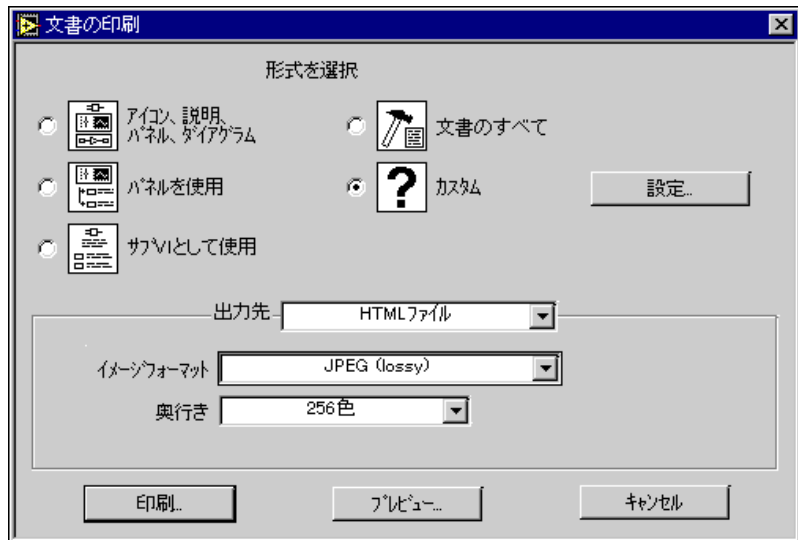 文書の印刷
形式を選択
アイコン、説明、
パネル、ダイアグラム
文書のすべて
パネルを使用
カスタム
設定...
サブVIとして使用
出力先
HTMLファイル
イメージフォーマット
JPEG (lossy)
奥行き
256色
印刷...
プレビュー...
キャンセル